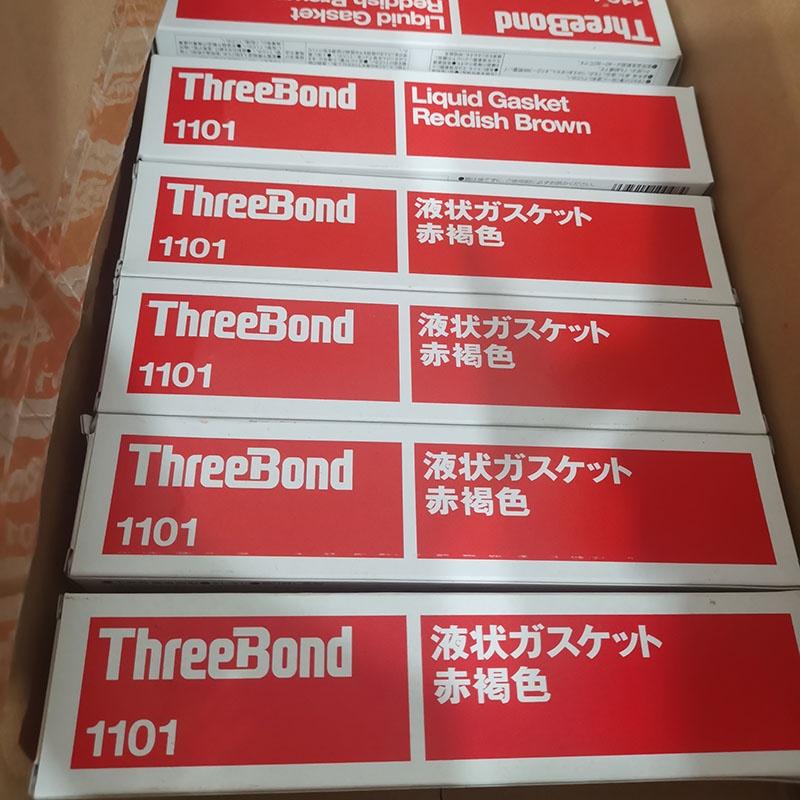 Liquid Gasket
Reddish Brown
ThreeBond
ThreeBond
1101
Liquid Gasket
Reddish Brown
ThreeBond
1101
液状ガスケット
赤褐色
ThreeBond
1101
液状ガスケット
赤褐色
ThreeBond
1101
液状ガスケット
赤褐色
ThreeBond
1101
液状ガスケット
赤褐色